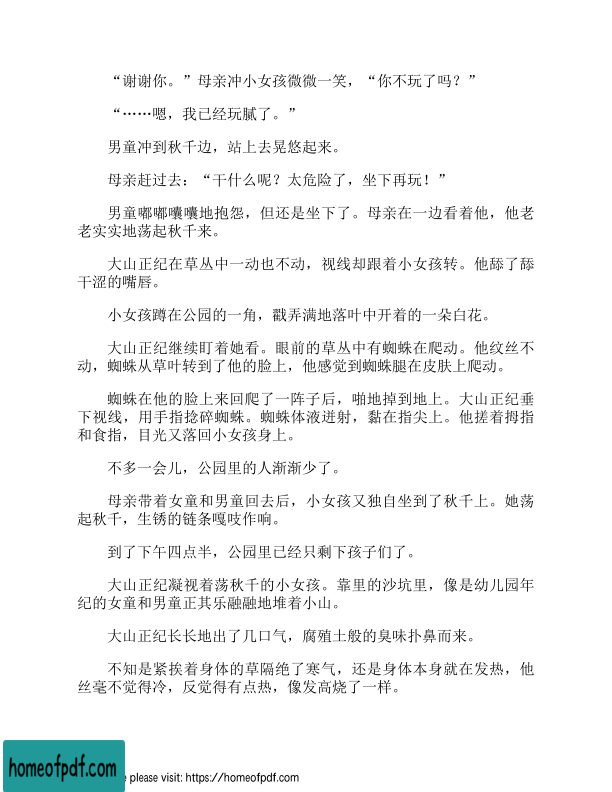 “谢谢你。”母亲冲小女孩微微一笑，“你不玩了吗？”
“……嗯，我已经玩腻了。”
男童冲到秋千边，站上去晃悠起来。
母亲赶过去：“干什么呢？太危险了，坐下再玩！”
男童嘟嘟囔囔地抱怨，但还是坐下了。母亲在一边看着他，他老
老实实地荡起秋千来。
大山正纪在草丛中一动也不动，视线却跟着小女孩转。他舔了舔
干涩的嘴唇。
小女孩蹲在公园的一角，戳弄满地落叶中开着的一朵白花。
大山正纪继续盯着她看。眼前的草丛中有蜘蛛在爬动。他纹丝不
动，蜘蛛从草叶转到了他的脸上，他感觉到蜘蛛腿在皮肤上爬动。
蜘蛛在他的脸上来回爬了一阵子后，啪地掉到地上。大山正纪垂
下视线，用手指捻碎蜘蛛。蜘蛛体液迸射，黏在指尖上。他搓着拇指
和食指，目光又落回小女孩身上。
不多一会儿，公园里的人渐渐少了。
母亲带着女童和男童回去后，小女孩又独自坐到了秋千上。她荡
起秋千，生锈的链条嘎吱作响。
到了下午四点半，公园里已经只剩下孩子们了。
大山正纪凝视着荡秋千的小女孩。靠里的沙坑里，像是幼儿园年
纪的女童和男童正其乐融融地堆着小山。
大山正纪长长地出了几口气，腐殖土般的臭味扑鼻而来。
不知是紧挨着身体的草隔绝了寒气，还是身体本身就在发热，他
丝毫不觉得冷，反觉得有点热，像发高烧了一样。
homeofpdf.com
e please visit: https://homeofpdf.com